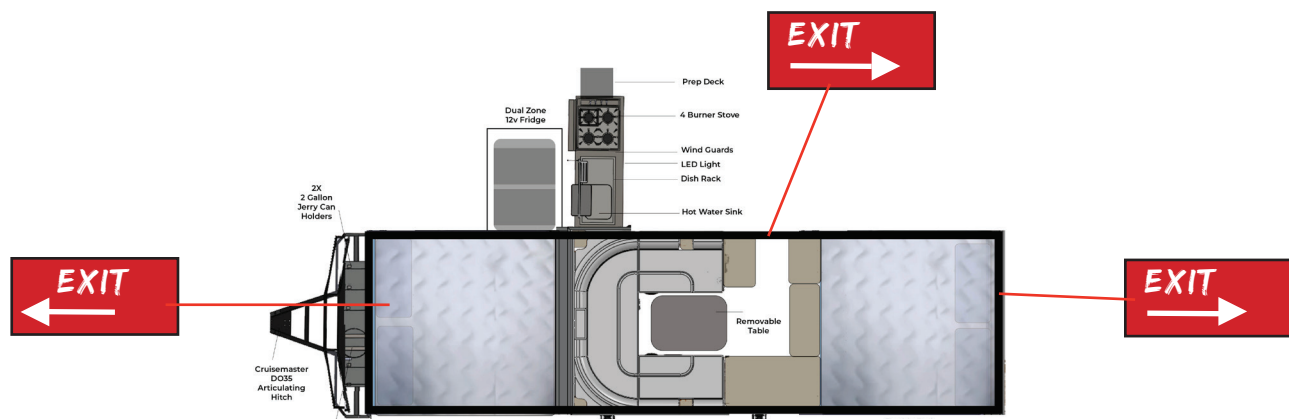 EXIT
Prep Deck
4 Burner Stove
Dual Zone
12v Fridge
Wind Guards
LED Light
Dish Rack
Hot Water Sink
2X
2 Gallon
Jerry Can
Holders
EXIT
EXIT
Removable
Table
Cruisemaster
DO35
Articulating
Hitch